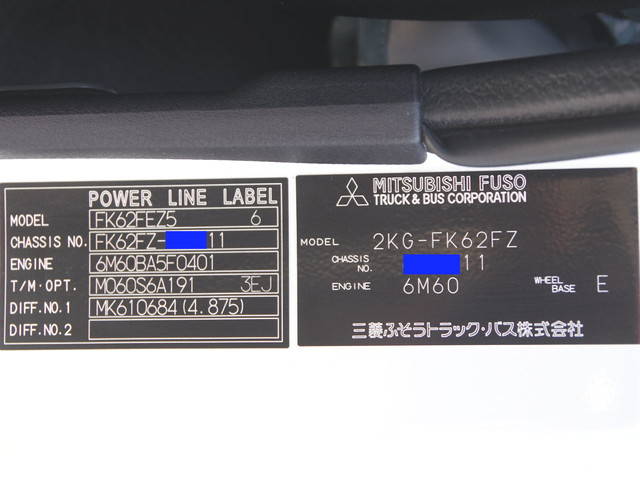 POWER LINE LABEL
MODEL FK62FEZ5 6
CHASSIS NO. FK62FZ- 11
ENGINE 6M60BA5F0401
T/M・OPT. M060S6A191 3EJ
DIFF.NO.1 MK610684(4.875)
DIFF.NO.2
MITSUBISHI FUSO
TRUCK & BUS CORPORATION
MODEL 2KG-FK62FZ
CHASSIS NO. 11
ENGINE 6M60 WHEEL BASE E
三菱ふそうトラック・バス株式会社